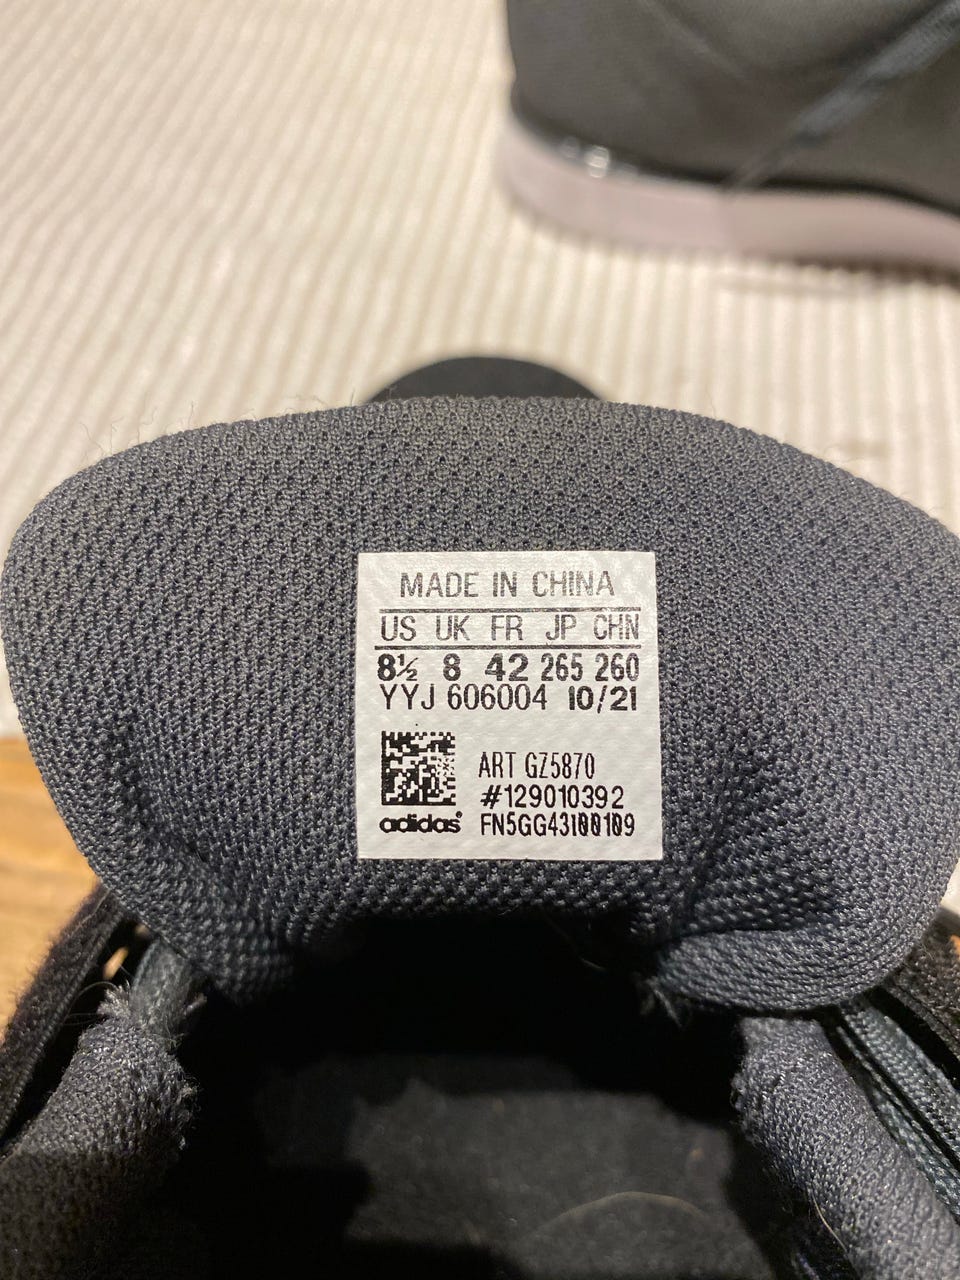 MADE IN CHINA
US UK FR JP CHN
8½ 8 42 265 260
YYJ 606004 10/21
ART GZ5870
#129010392
adidas FN5GG43100109